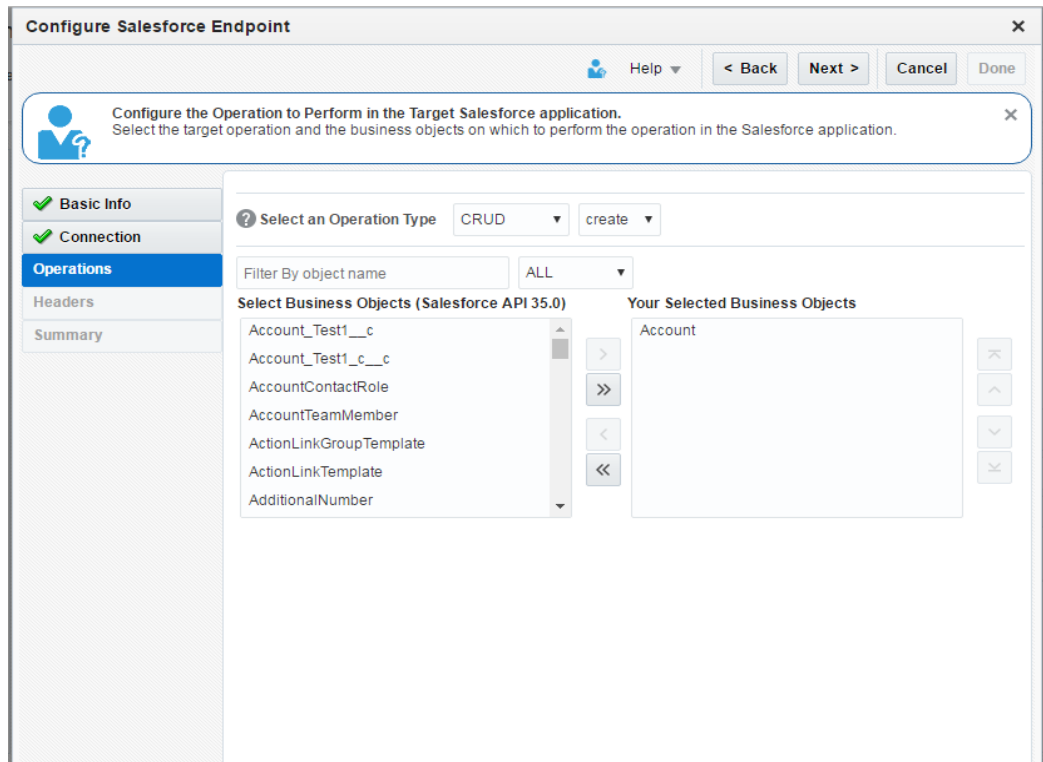 Configure Salesforce Endpoint
Help
< Back
Next >
Cancel
Done
Configure the Operation to Perform in the Target Salesforce application.
Select the target operation and the business objects on which to perform the operation in the Salesforce application.
Basic Info
Connection
Operations
Headers
Summary
Select an Operation Type
CRUD
create
Filter By object name
ALL
Select Business Objects (Salesforce API 35.0)
Your Selected Business Objects
Account_Test1__c
Account_Test1_c__c
AccountContactRole
AccountTeamMember
ActionLinkGroupTemplate
ActionLinkTemplate
AdditionalNumber
Account